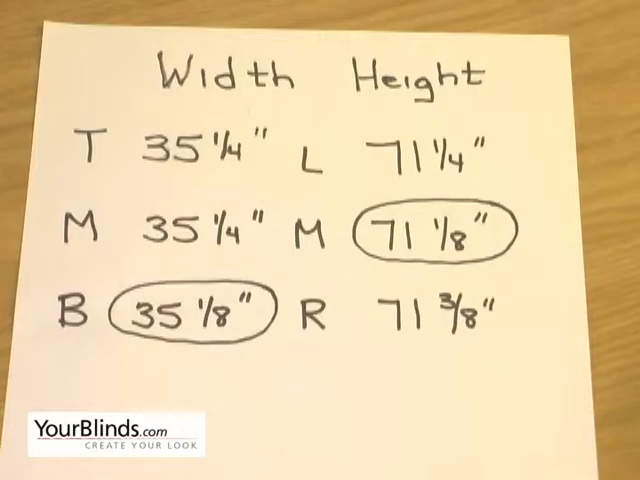 Width Height
T 35 1/4" L 71 1/4"
M 35 1/4" M 71 1/8"
B 35 1/8" R 71 3/8"
YourBlinds.com
CREATE YOUR LOOK